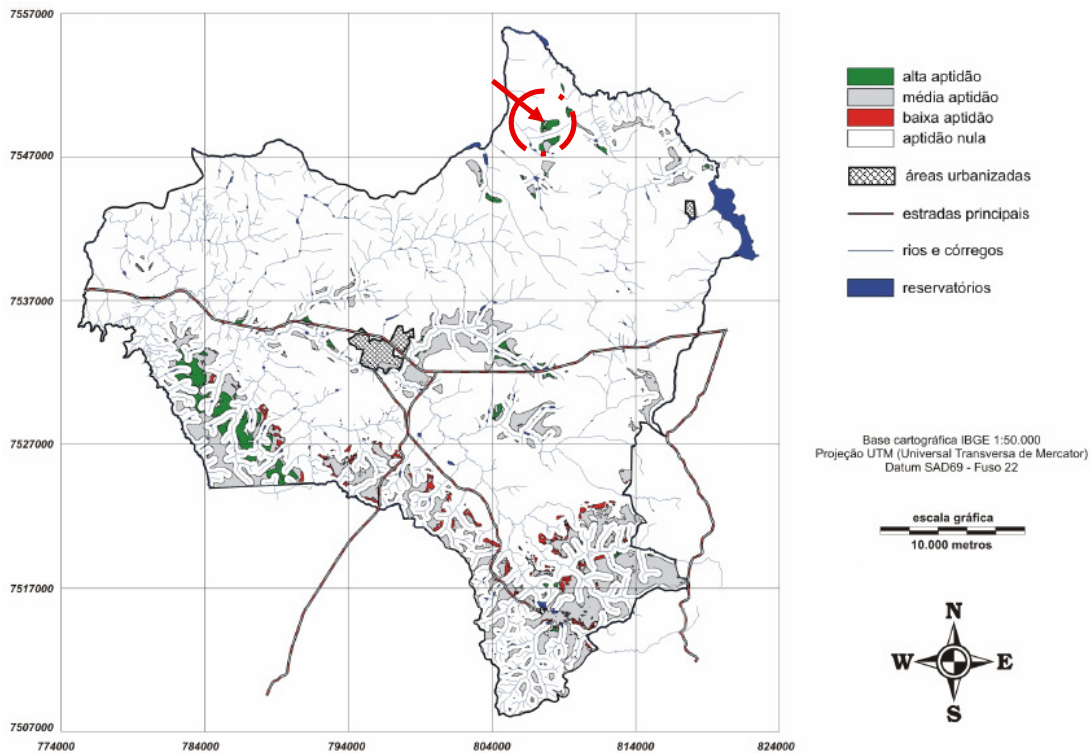 7557000
7547000
7537000
7527000
7517000
7507000
774000
784000
794000
804000
814000
824000
alta aptidão
média aptidão
baixa aptidão
aptidão nula
áreas urbanizadas
estradas principais
rios e córregos
reservatórios
Base cartográfica IBGE 1:50.000
Projeção UTM (Universal Transversa de Mercator)
Datum SAD69 - Fuso 22
escala gráfica
10.000 metros
N
W
E
S